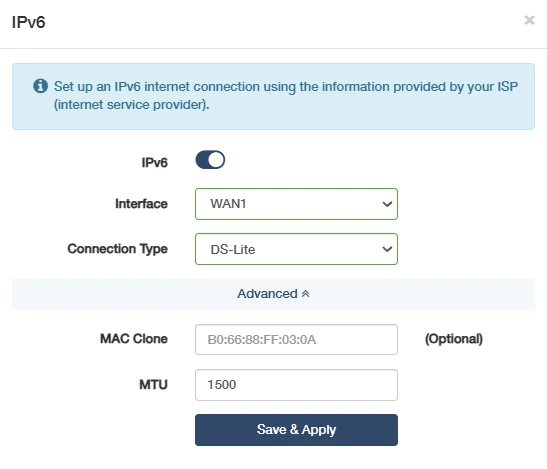 IPv6
×
Set up an IPv6 internet connection using the information provided by your ISP
(internet service provider).
IPv6
Interface
WAN1
Connection Type
DS-Lite
Advanced
MAC Clone
B0:66:88:FF:03:0A
(Optional)
MTU
1500
Save & Apply